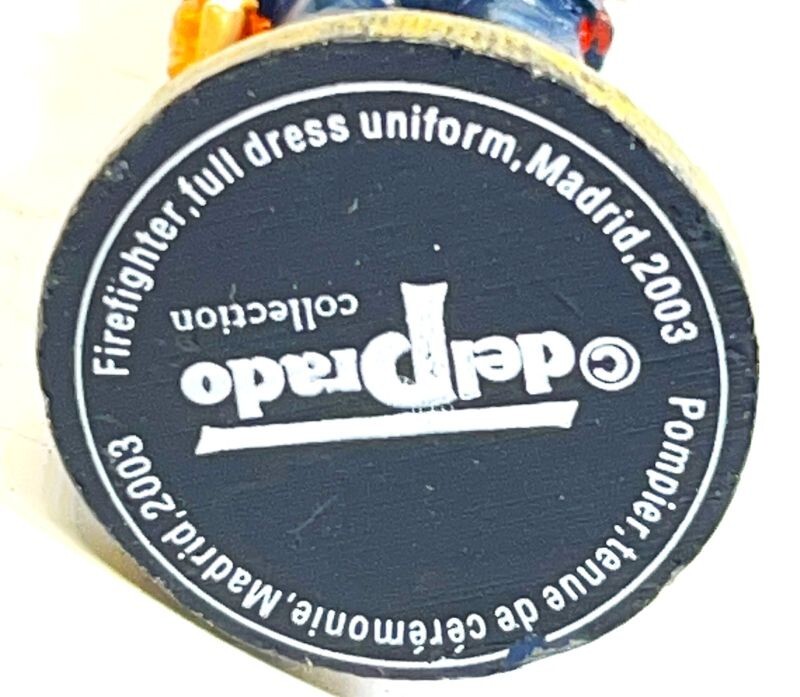 Firefighter,full dress uniform,Madrid,2003
©delPrado
collection
Pompier,tenue de cérémonie,Madrid,2003